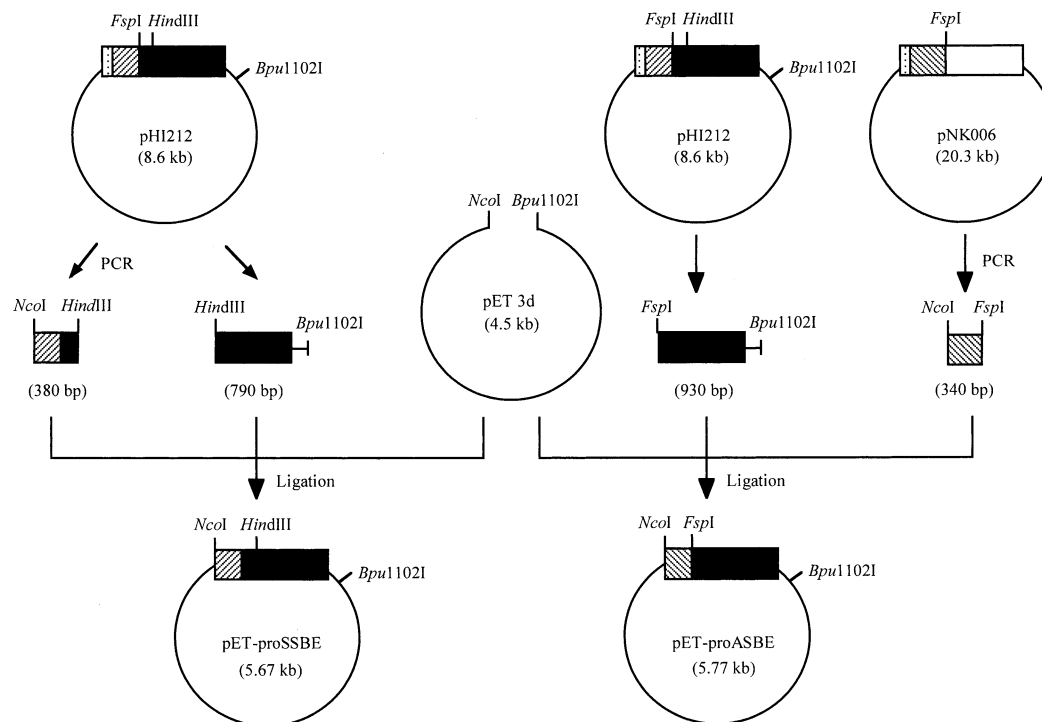 FspI HindIII
Bpu1102I
pHI212
(8.6 kb)
FspI HindIII
Bpu1102I
pHI212
(8.6 kb)
FspI
pNK006
(20.3 kb)
PCR
NcoI HindIII
(380 bp)
HindIII
Bpu1102I
(790 bp)
NcoI Bpu1102I
pET 3d
(4.5 kb)
FspI
Bpu1102I
(930 bp)
PCR
NcoI FspI
(340 bp)
Ligation
Ligation
NcoI HindIII
Bpu1102I
pET-proSSBE
(5.67 kb)
NcoI FspI
Bpu1102I
pET-proASBE
(5.77 kb)